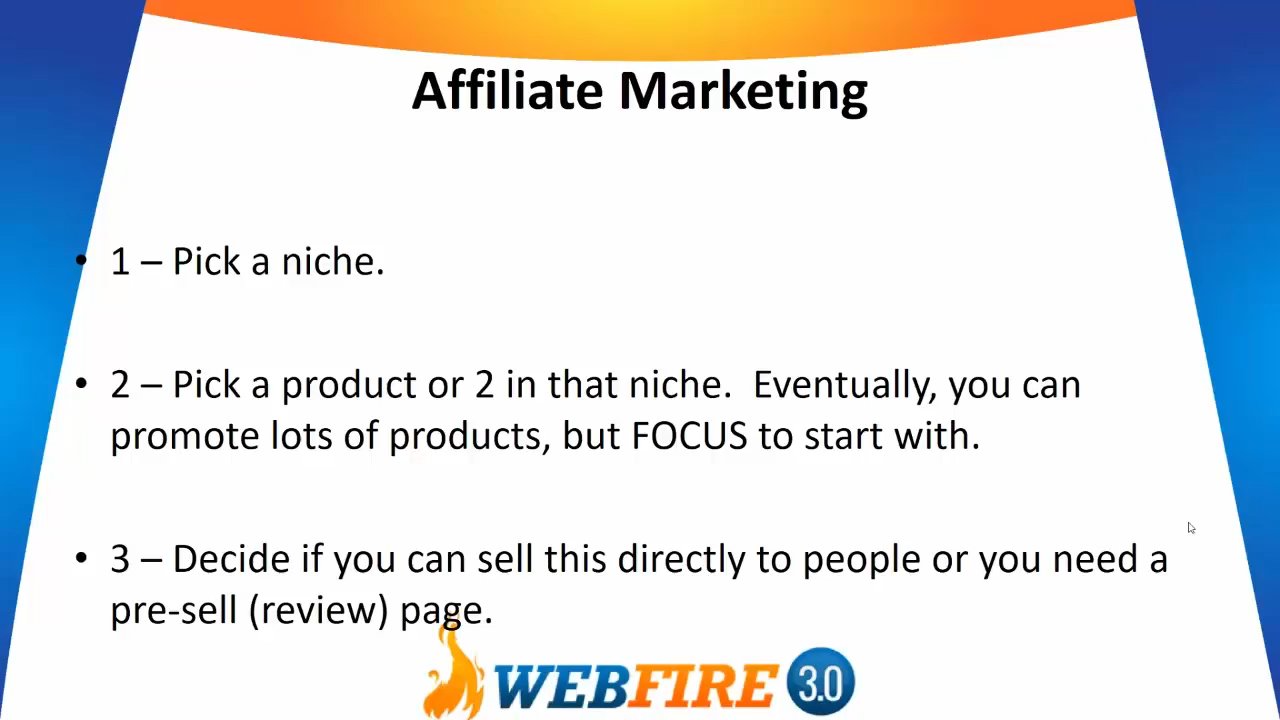 Affiliate Marketing
• 1 – Pick a niche.
• 2 – Pick a product or 2 in that niche.  Eventually, you can
promote lots of products, but FOCUS to start with.
• 3 – Decide if you can sell this directly to people or you need a
pre-sell (review) page.
WEBFIRE 3.0